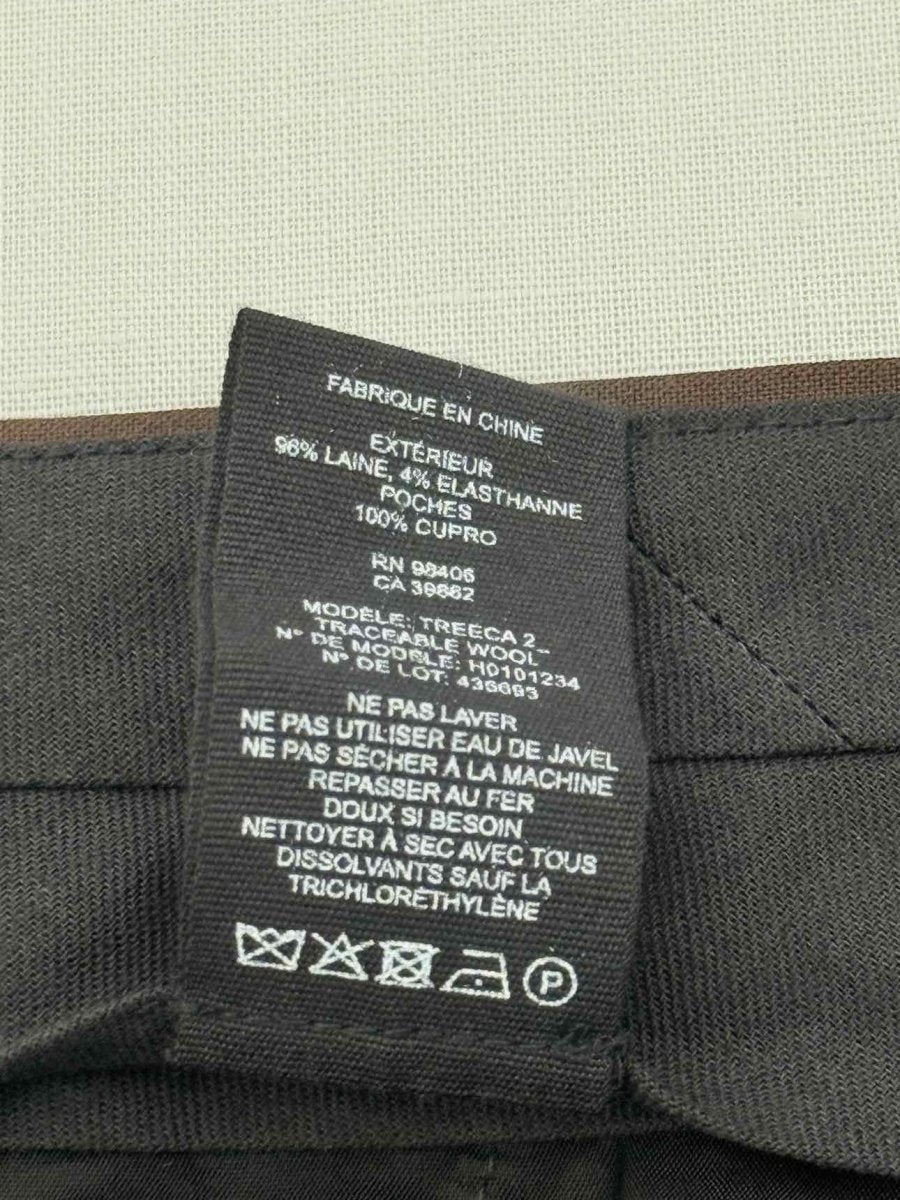 FABRIQUE EN CHINE
EXTÉRIEUR
96% LAINE, 4% ELASTHANNE
POCHES
100% CUPRO
RN 98406
CA 39862
MODÈLE: TREECA 2_
TRACEABLE WOOL
N° DE MODÈLE: H0101234
N° DE LOT: 435693
NE PAS LAVER
NE PAS UTILISER EAU DE JAVEL
NE PAS SÉCHER À LA MACHINE
REPASSER AU FER
DOUX SI BESOIN
NETTOYER À SEC AVEC TOUS
DISSOLVANTS SAUF LA
TRICHLORÉTHYLÈNE
P